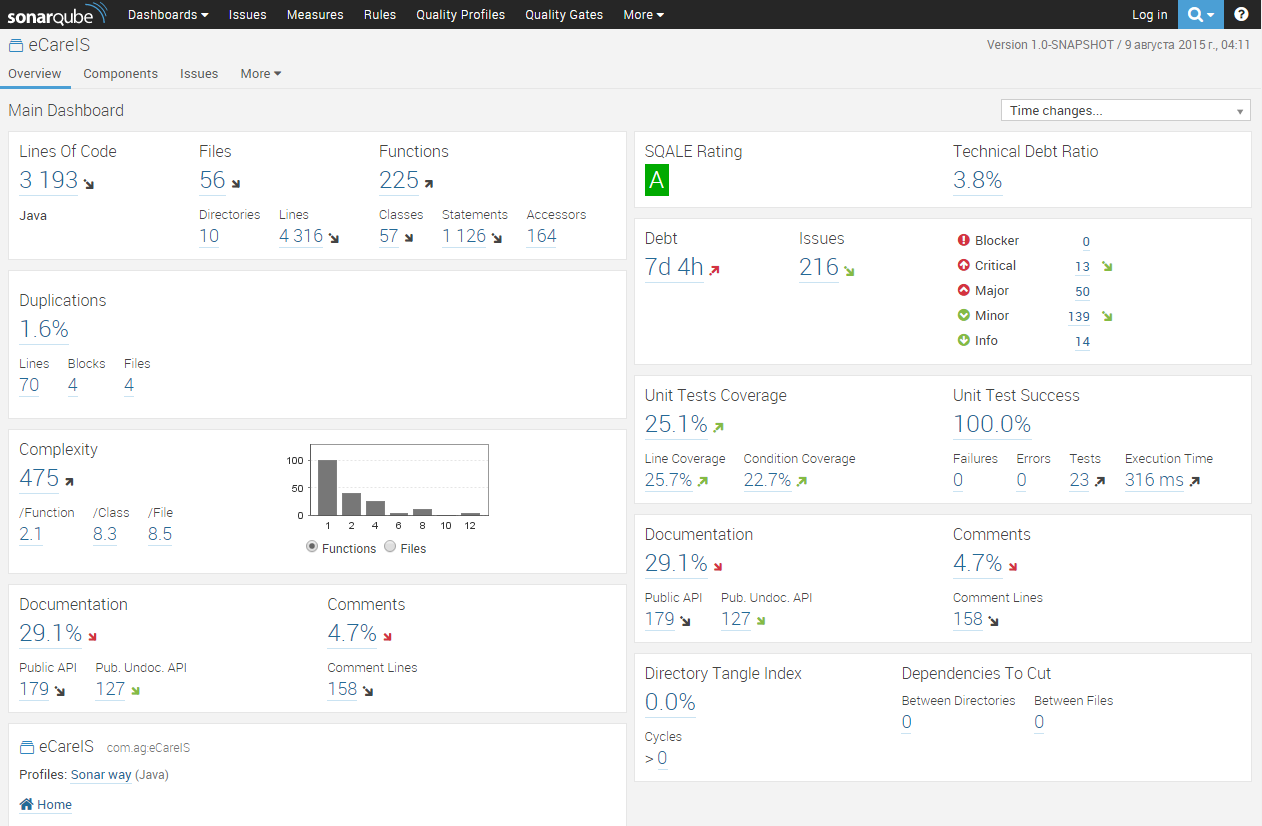 sonarqube Dashboards Issues Measures Rules Quality Profiles Quality Gates More Log in ?
eCareIS Version 1.0-SNAPSHOT / 9 августа 2015 г., 04:11
Overview Components Issues More
Main Dashboard Time changes...
Lines Of Code Files Functions
3 193 56 225
Java Directories Lines Classes Statements Accessors
10 4 316 57 1 126 164
Duplications
1.6%
Lines Blocks Files
70 4 4
Complexity
475
/Function /Class /File
2.1 8.3 8.5
100
50
0
1 2 4 6 8 10 12
Functions Files
Documentation Comments
29.1% 4.7%
Public API Pub. Undoc. API Comment Lines
179 127 158
eCareIS com.ag:eCareIS
Profiles: Sonar way (Java)
Home
SQALE Rating Technical Debt Ratio
A 3.8%
Debt Issues
7d 4h 216
Blocker 0
Critical 13
Major 50
Minor 139
Info 14
Unit Tests Coverage Unit Test Success
25.1% 100.0%
Line Coverage Condition Coverage Failures Errors Tests Execution Time
25.7% 22.7% 0 0 23 316 ms
Documentation Comments
29.1% 4.7%
Public API Pub. Undoc. API Comment Lines
179 127 158
Directory Tangle Index Dependencies To Cut
0.0% Between Directories Between Files
0 0
Cycles
> 0